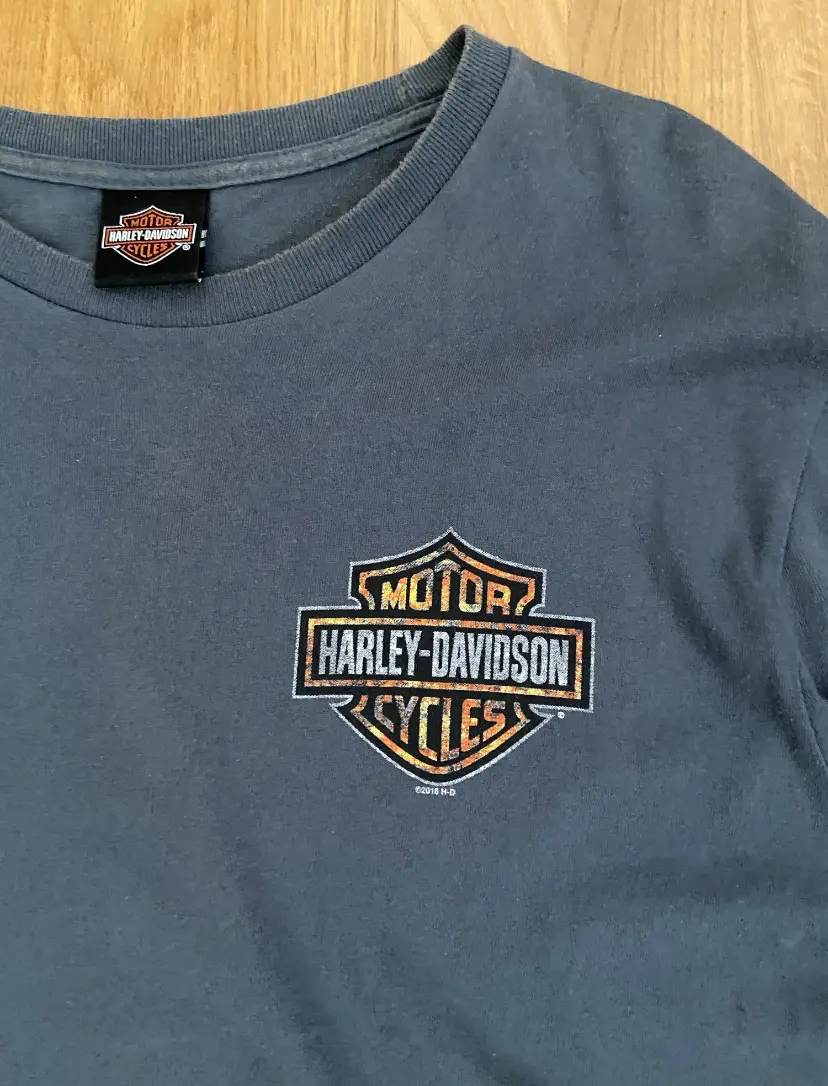 MOTOR
HARLEY-DAVIDSON
CYCLES
®
MOTOR
HARLEY-DAVIDSON
CYCLES
®
©2018 H-D